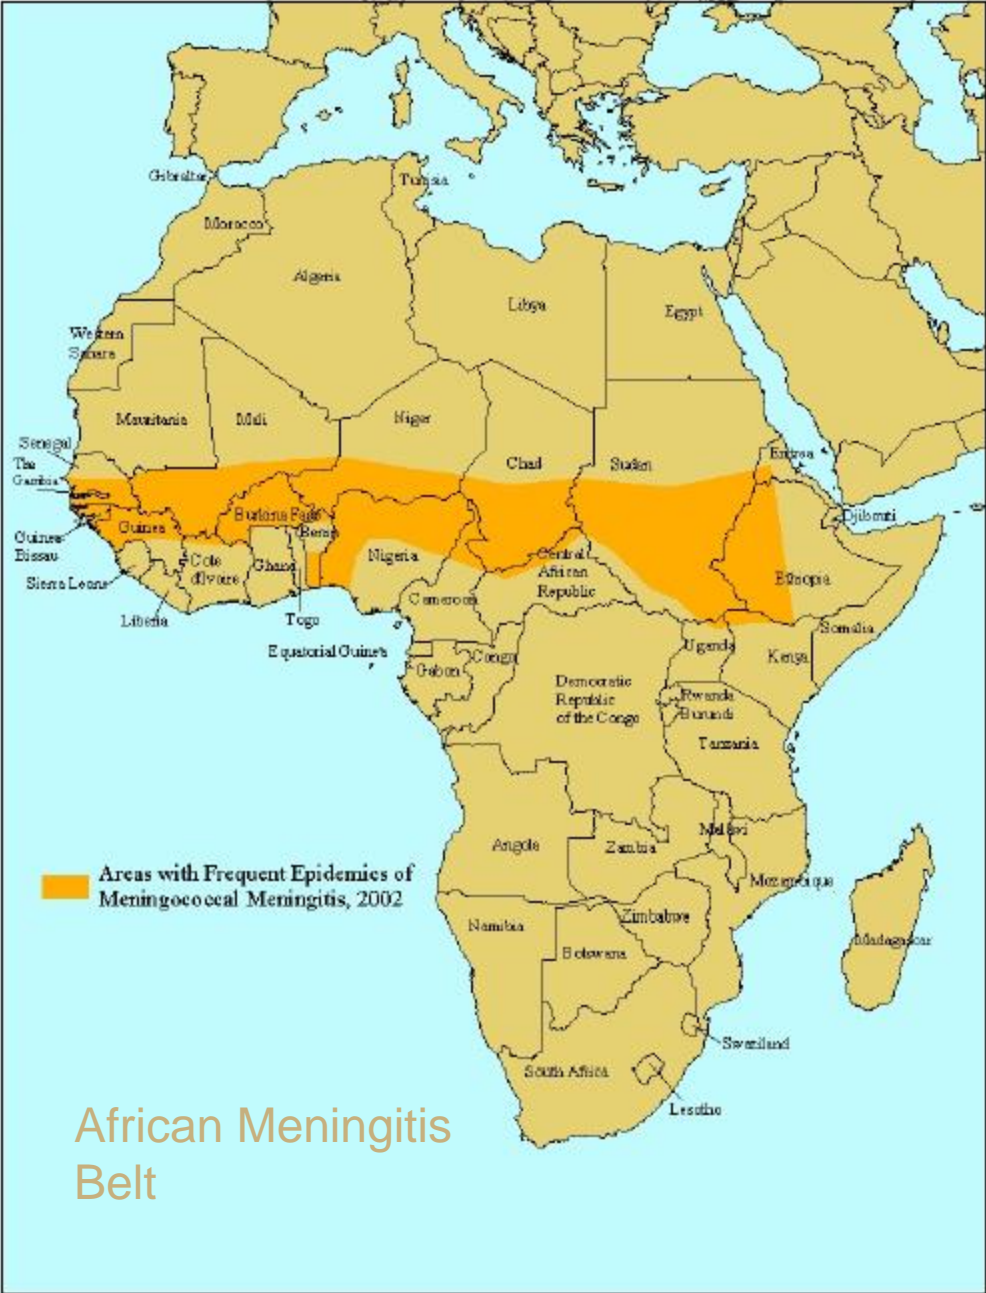 Gibraltar
Tunisia
Morocco
Algeria
Libya
Egypt
Western
Sahara
Mauritania
Mali
Niger
Chad
Sudan
Eritrea
Senegal
The
Gambia
Djibouti
Guinea
Bissau
Guinea
Burkina Faso
Benin
Nigeria
Cote
d'Ivoire
Ghana
Central
African
Republic
Ethiopia
Sierra Leone
Cameroon
Liberia
Togo
Somalia
Equatorial Guinea
Gabon
Congo
Uganda
Kenya
Democratic
Republic
of the Congo
Rwanda
Burundi
Tanzania
Angola
Zambia
Malawi
Mozambique
Areas with Frequent Epidemics of
Meningococcal Meningitis, 2002
Namibia
Zimbabwe
Botswana
Madagascar
Swaziland
South Africa
Lesotho
African Meningitis
Belt